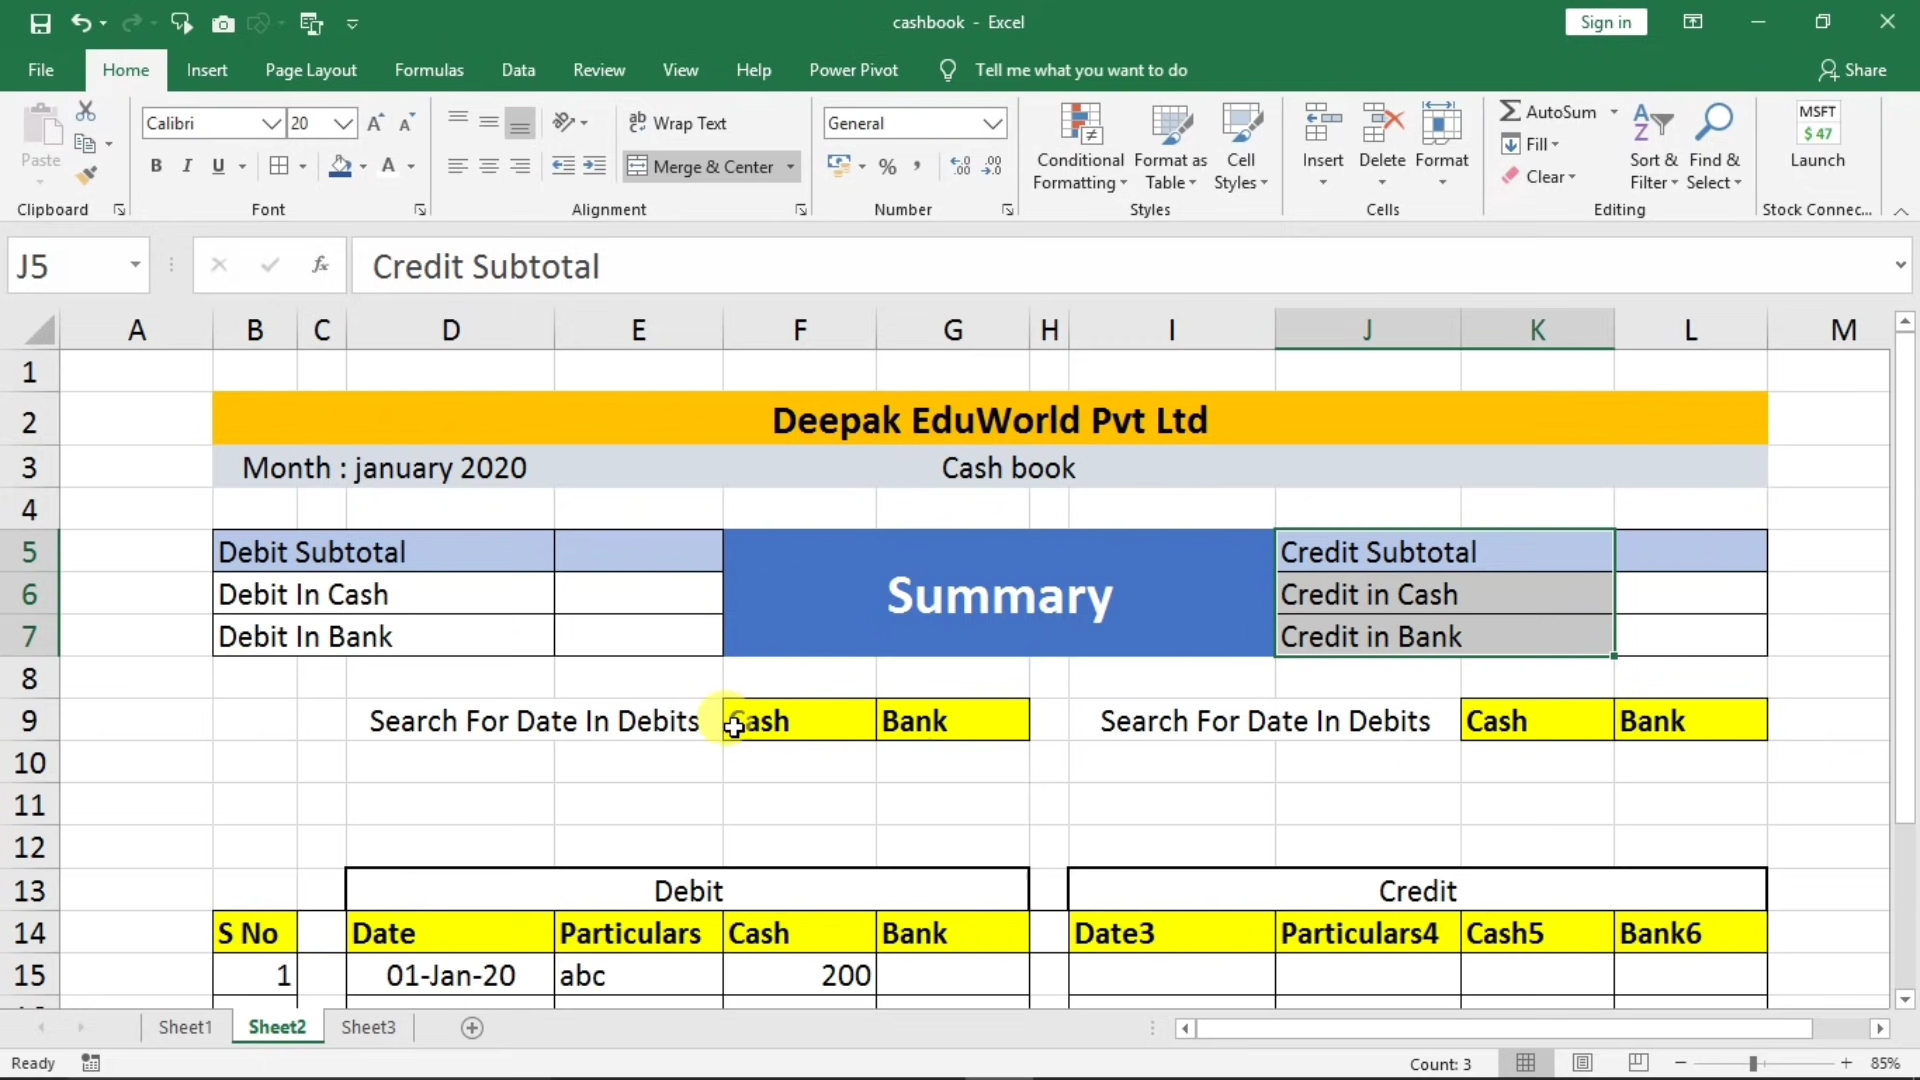 cashbook - Excel
Sign in
File Home Insert Page Layout Formulas Data Review View Help Power Pivot Tell me what you want to do Share
Paste
Clipboard
Calibri 20
B I U A
Font
Wrap Text
Merge & Center
Alignment
General
% ,
Number
Conditional Formatting
Format as Table
Cell Styles
Styles
Insert Delete Format
Cells
AutoSum
Fill
Clear
Sort & Filter
Find & Select
Editing
MSFT
$ 47
Launch
Stock Connec...
J5 fx Credit Subtotal
A B C D E F G H I J K L M
1
2 Deepak EduWorld Pvt Ltd
3 Month : january 2020 Cash book
4
5 Debit Subtotal Credit Subtotal
6 Debit In Cash Summary Credit in Cash
7 Debit In Bank Credit in Bank
8
9 Search For Date In Debits Cash Bank Search For Date In Debits Cash Bank
10
11
12
13 Debit Credit
14 S No Date Particulars Cash Bank Date3 Particulars4 Cash5 Bank6
15 1 01-Jan-20 abc 200
Sheet1 Sheet2 Sheet3
Ready Count: 3 85%